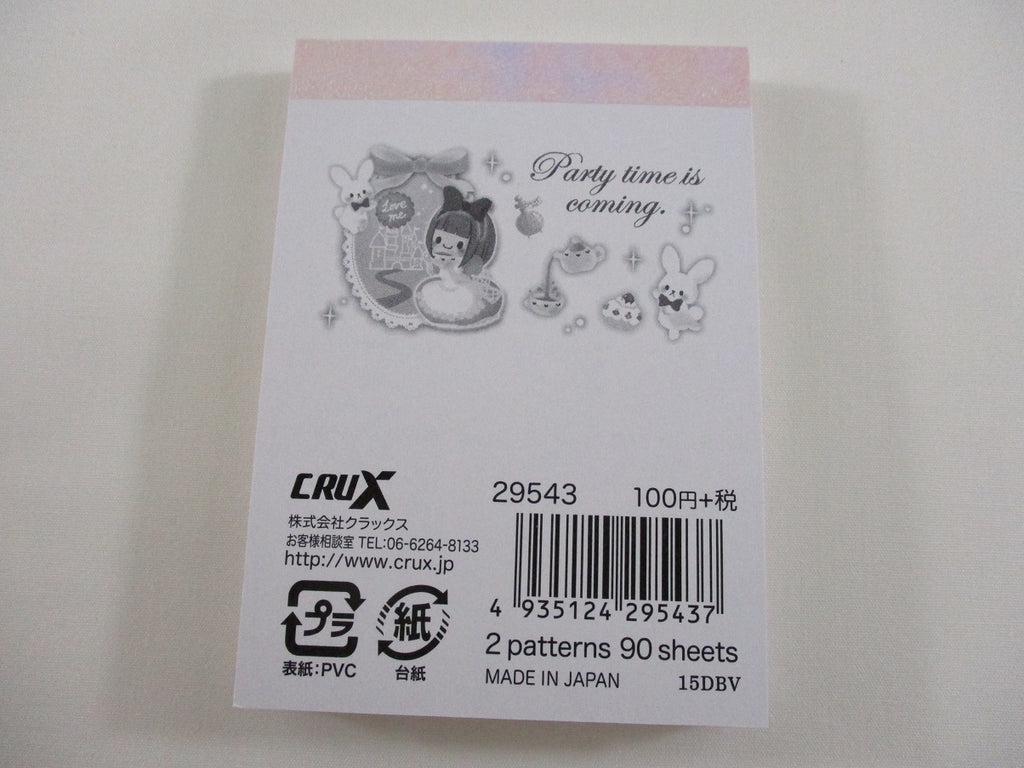 Party time is
coming.
Love
me
CRUX
株式会社クラックス
お客様相談室 TEL:06-6264-8133
http://www.crux.jp
プラ
表紙:PVC
紙
台紙
29543 100円+税
4 935124 295437
2 patterns 90 sheets
MADE IN JAPAN 15DBV